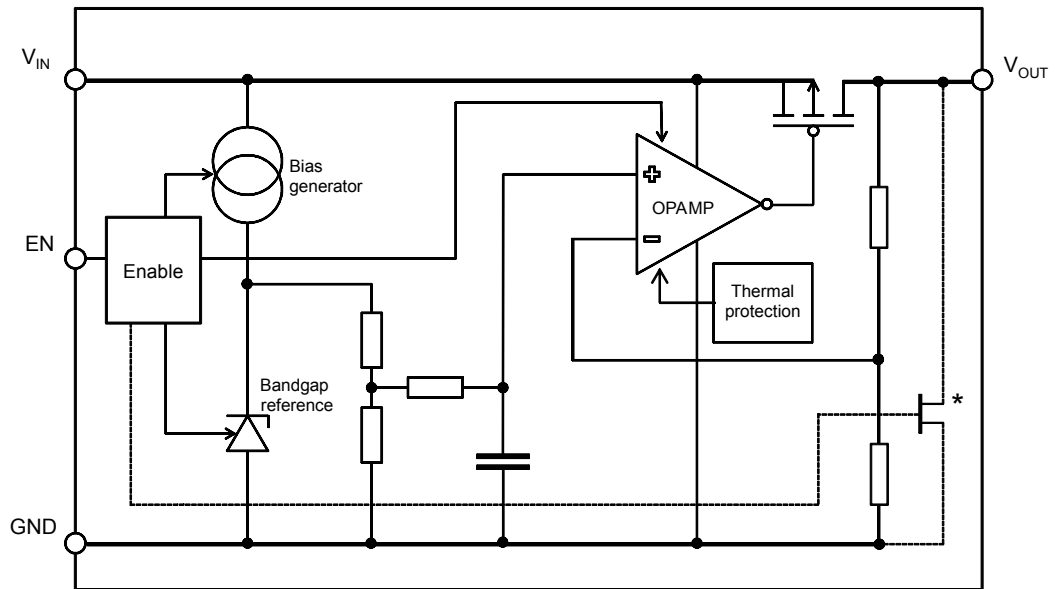 V_IN
V_OUT
Bias
generator
OPAMP
EN
Enable
Thermal
protection
Bandgap
reference
*
GND